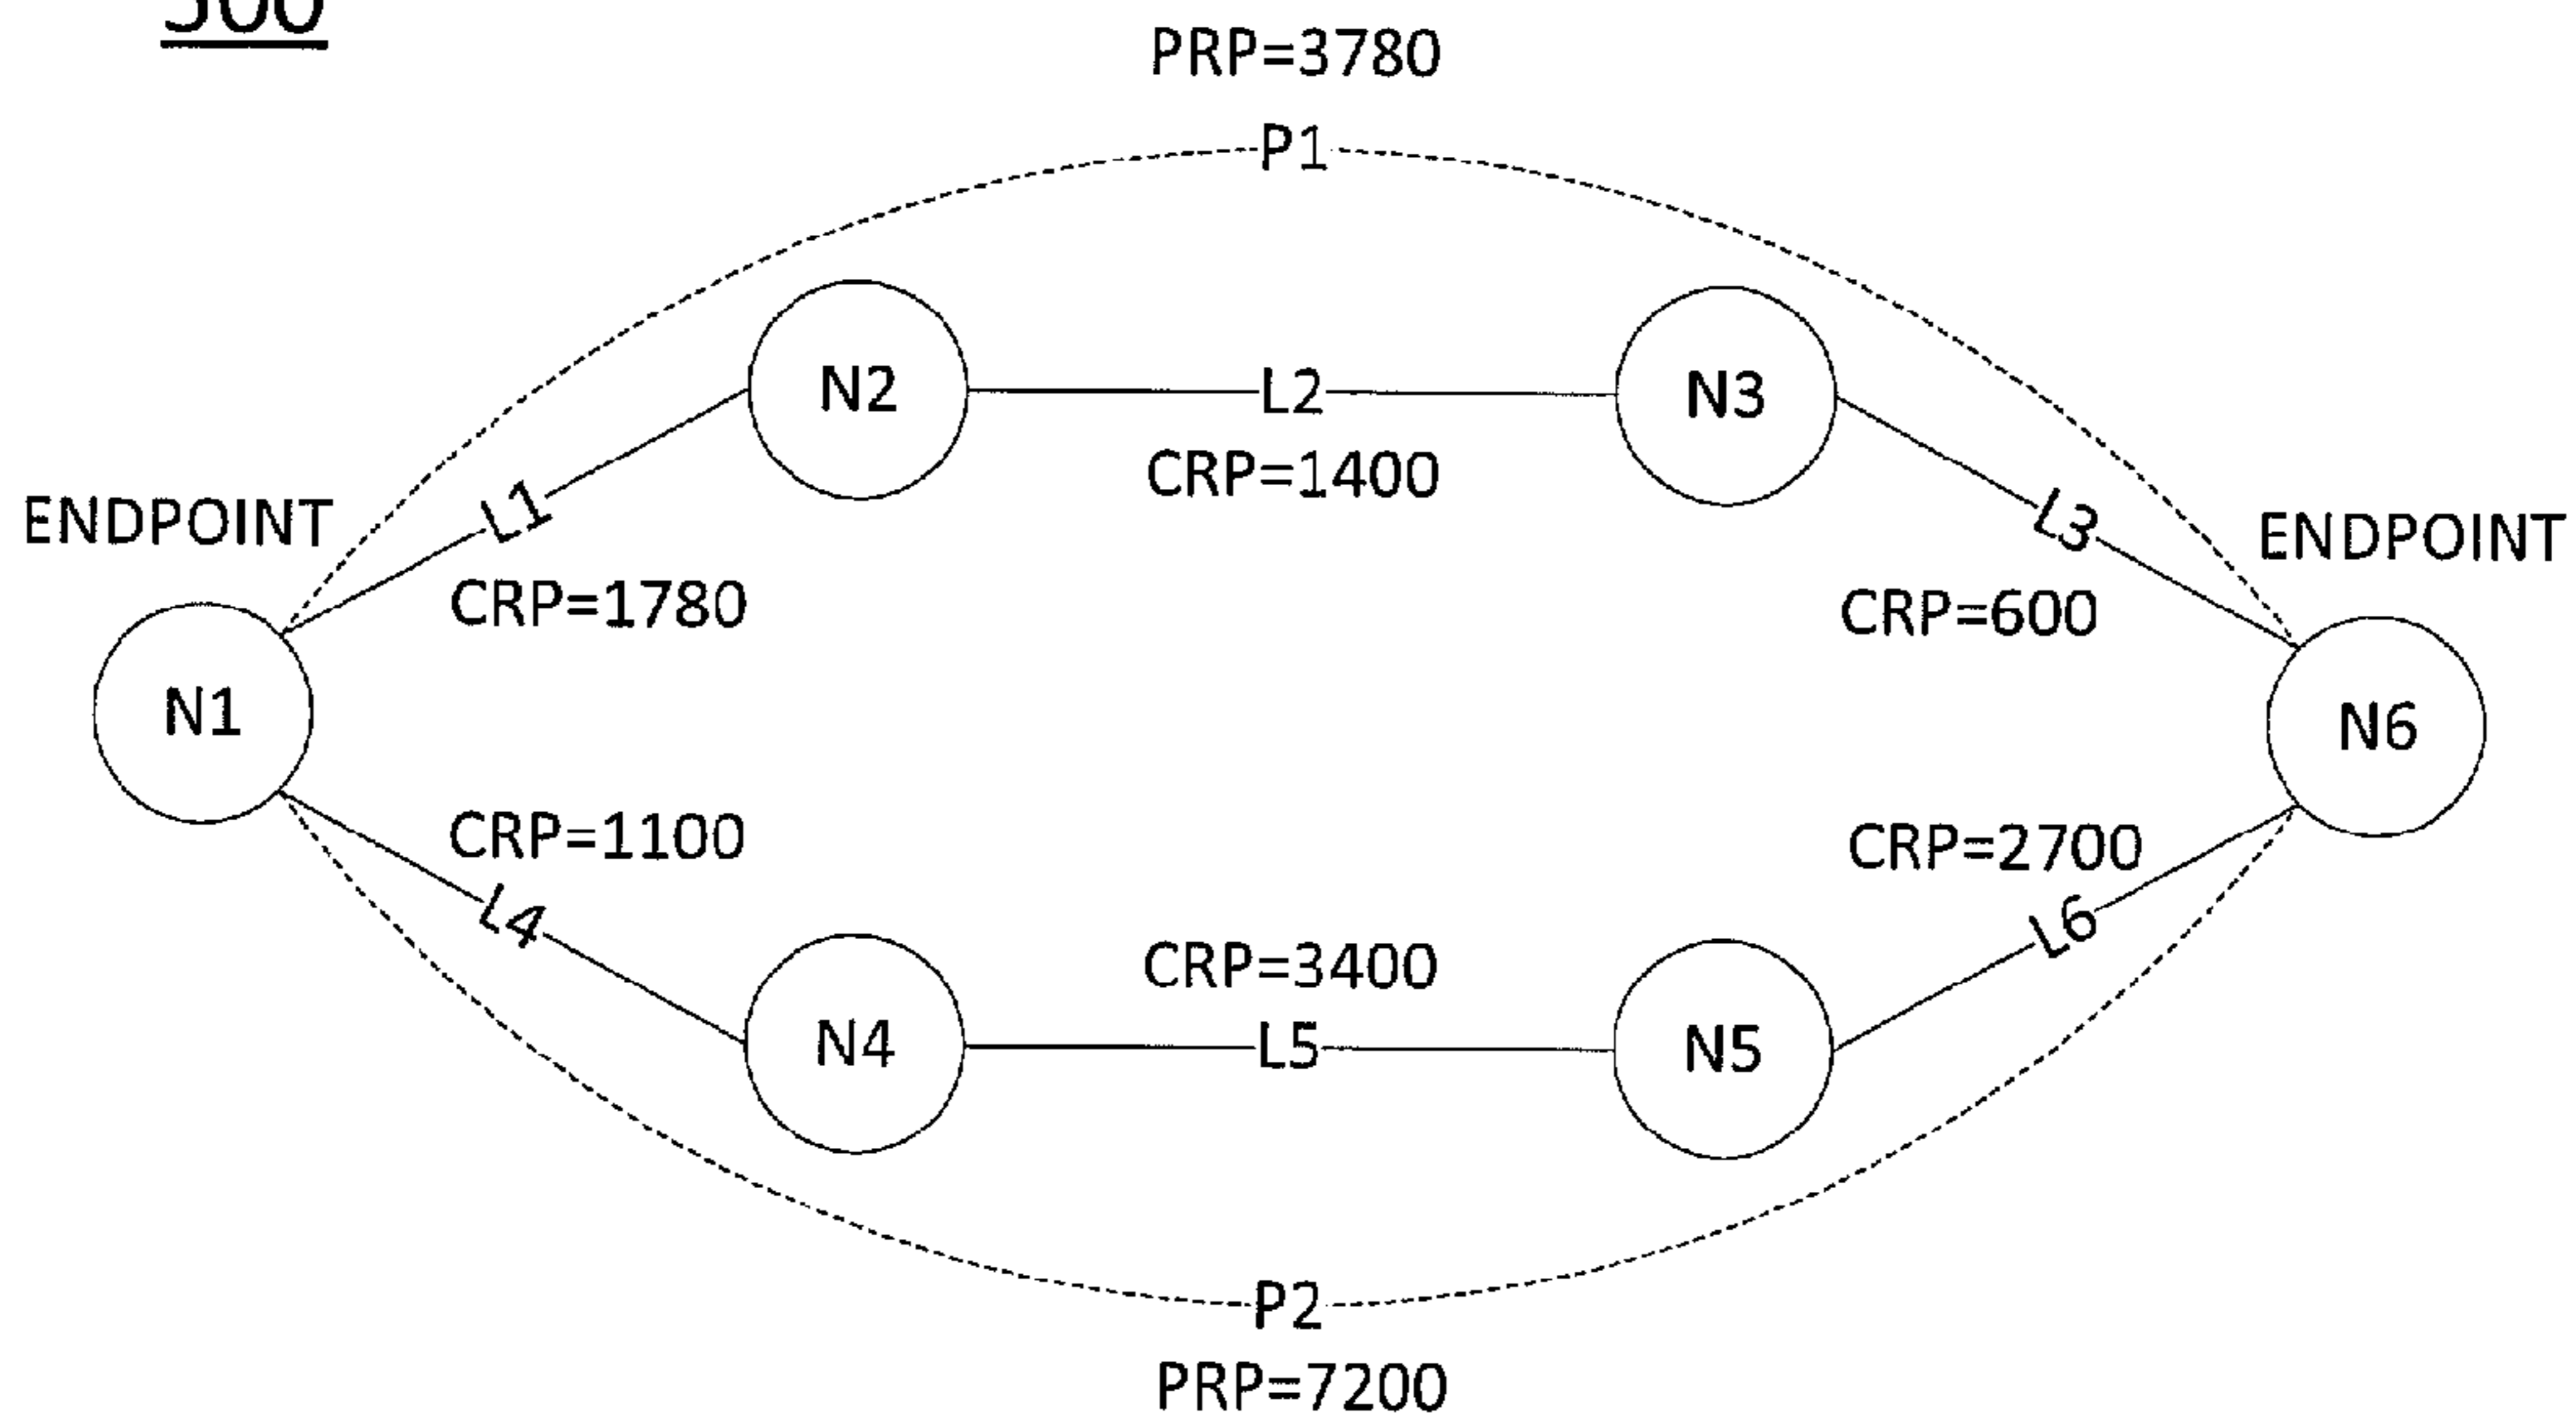 PRP=3780
P1
N2
L2
N3
CRP=1400
ENDPOINT
L1
L3
ENDPOINT
CRP=1780
CRP=600
N1
N6
CRP=1100
CRP=2700
L4
L6
CRP=3400
N4
L5
N5
P2
PRP=7200